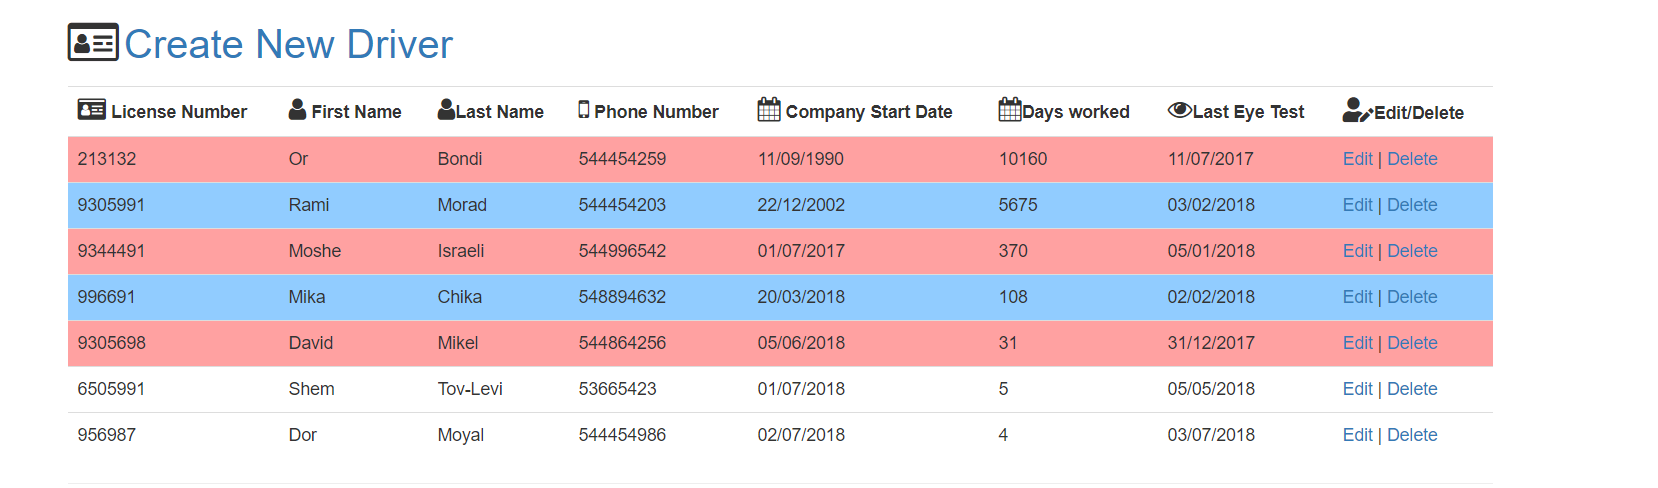 Create New Driver
License Number First Name Last Name Phone Number Company Start Date Days worked Last Eye Test Edit/Delete
213132 Or Bondi 544454259 11/09/1990 10160 11/07/2017 Edit | Delete
9305991 Rami Morad 544454203 22/12/2002 5675 03/02/2018 Edit | Delete
9344491 Moshe Israeli 544996542 01/07/2017 370 05/01/2018 Edit | Delete
996691 Mika Chika 548894632 20/03/2018 108 02/02/2018 Edit | Delete
9305698 David Mikel 544864256 05/06/2018 31 31/12/2017 Edit | Delete
6505991 Shem Tov-Levi 53665423 01/07/2018 5 05/05/2018 Edit | Delete
956987 Dor Moyal 544454986 02/07/2018 4 03/07/2018 Edit | Delete